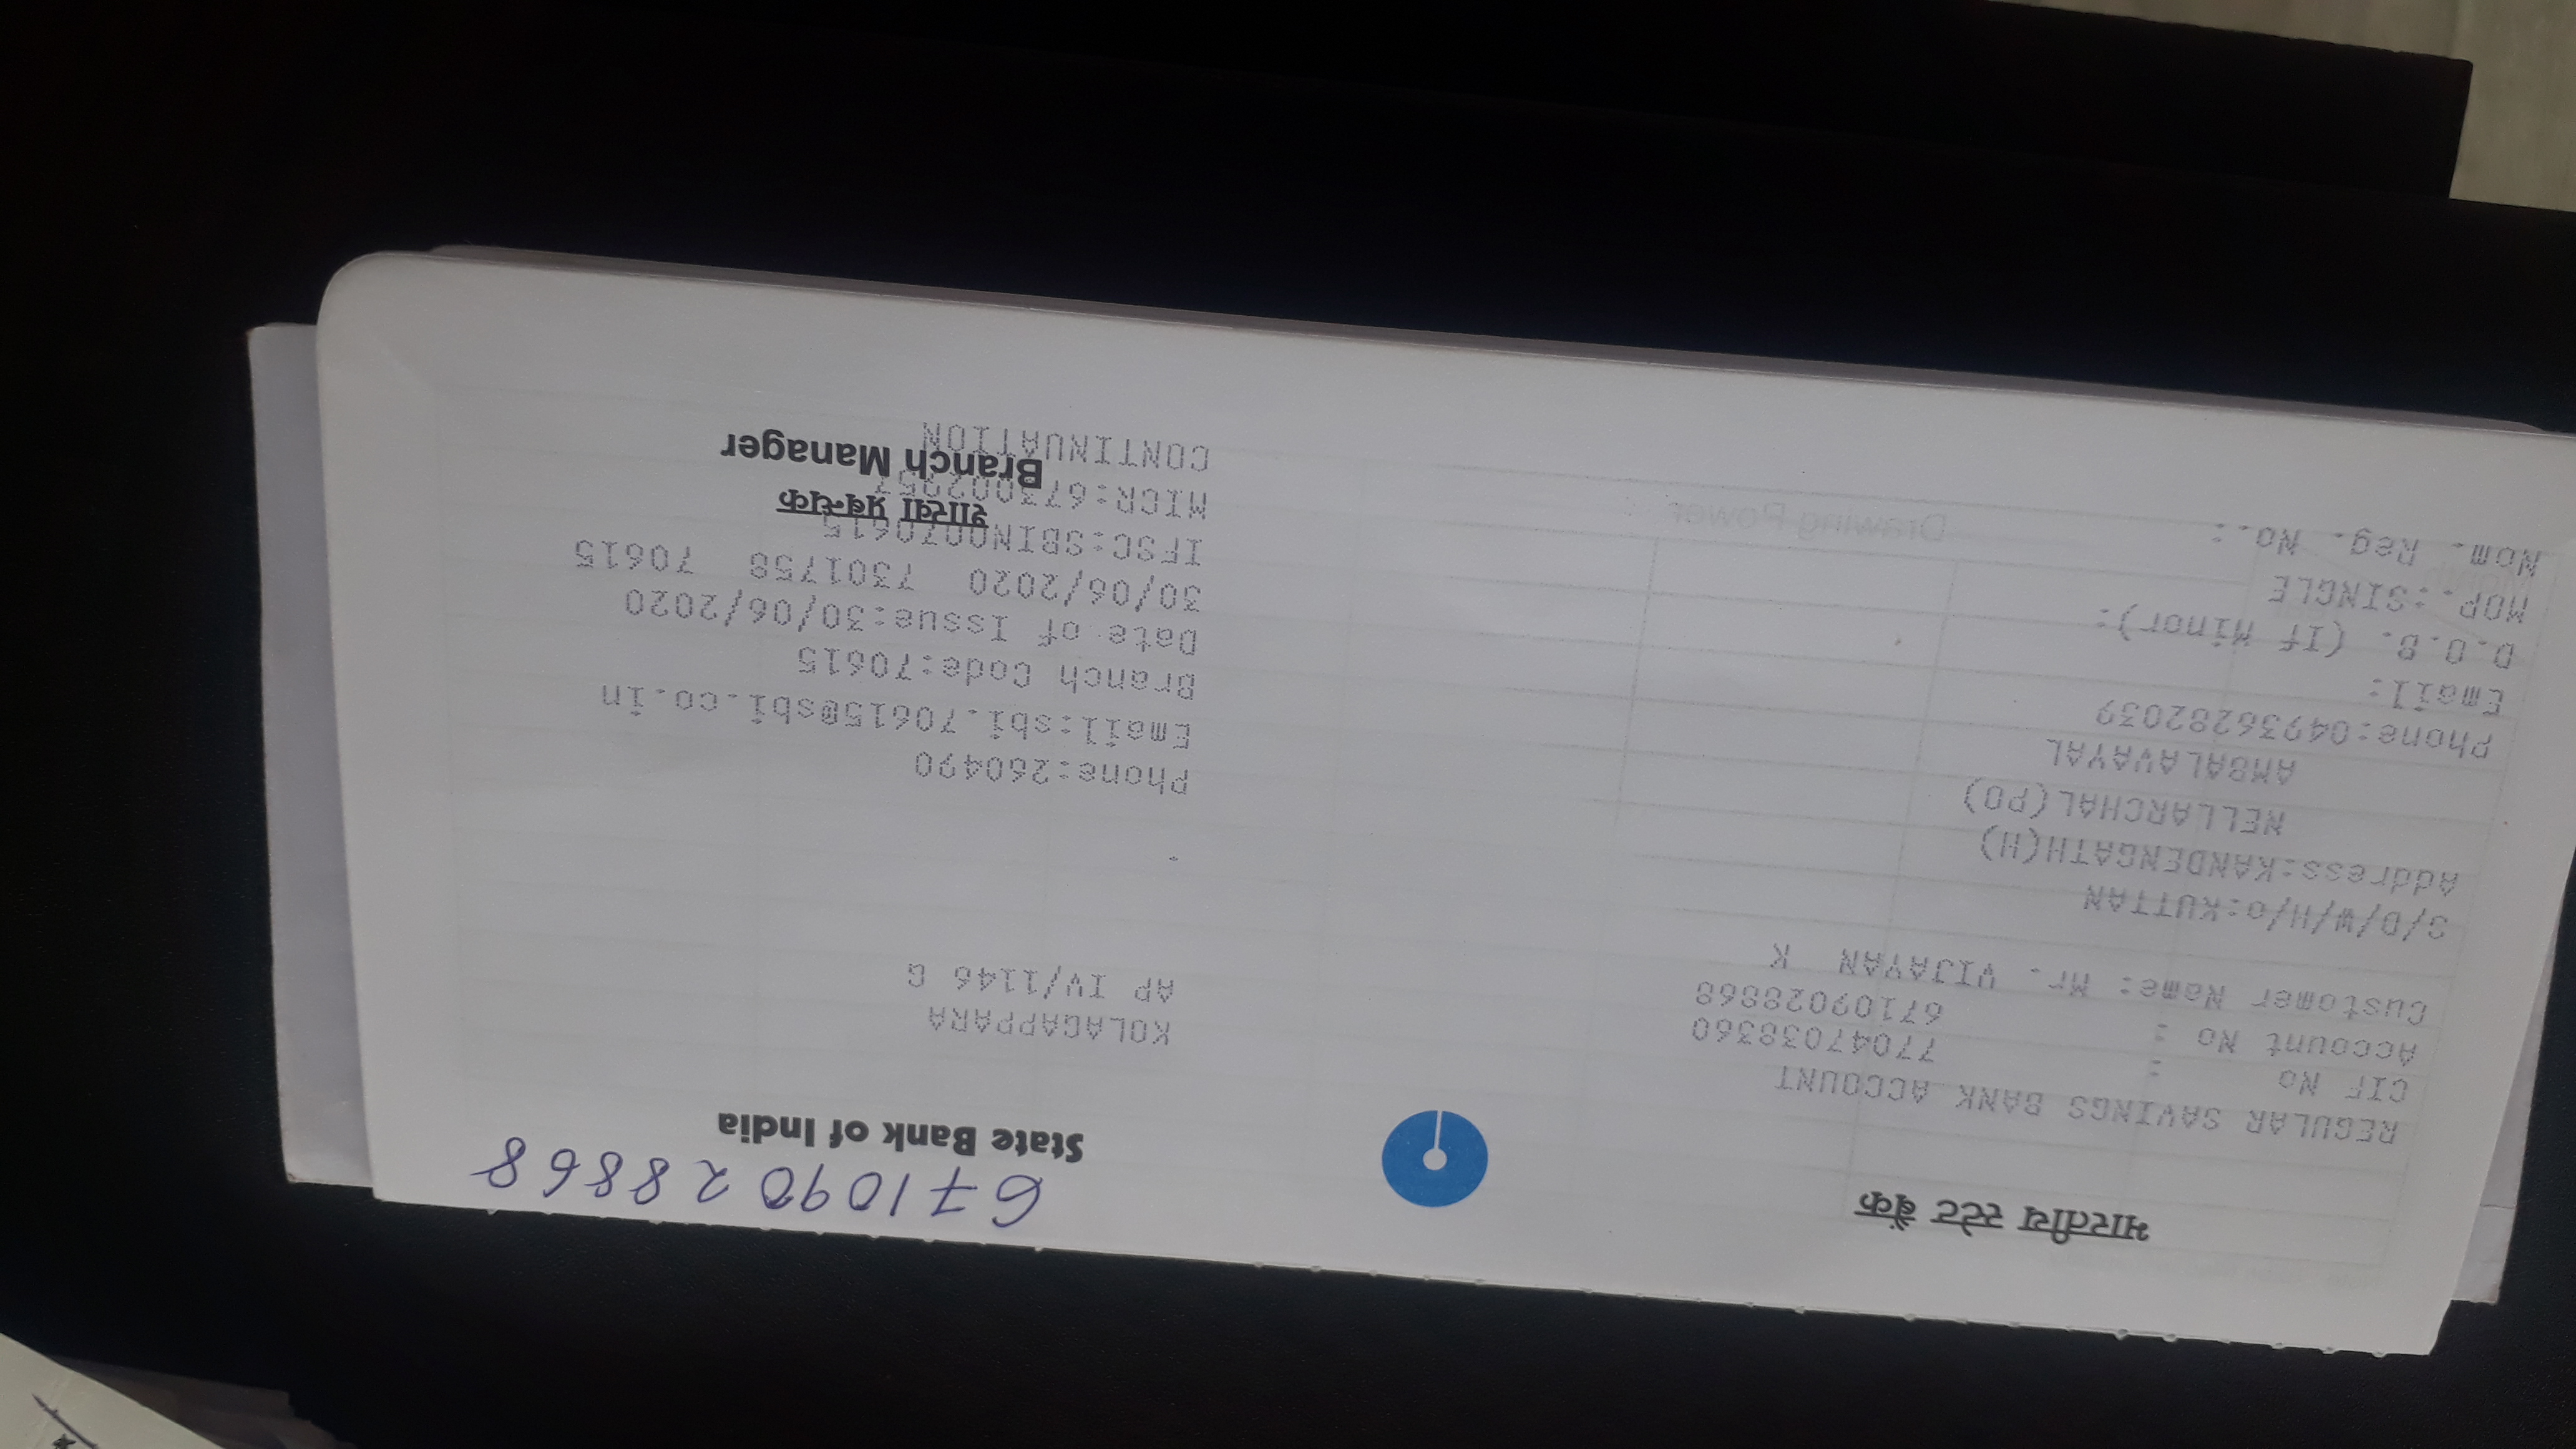 भारतीय स्टेट बैंक
REGULAR SAVINGS BANK ACCOUNT
CIF No : 77047038360
Account No : 67109028868
Customer Name: Mr. VIJAYAN K
S/D/W/H/o:KUTTAN
Address:KANDENGATH(H)
NELLARCHAL(PO)
AMBALAVAYAL
Phone:04936282039
Email:
D.O.B. (If Minor):
MOP.:SINGLE
Nom. Reg. No.:
67109028868
State Bank of India
KOLAGAPPARA
AP IV/1146 G
-
Phone:260490
Email:sbi.70615@sbi.co.in
Branch Code:70615
Date of Issue:30/06/2020
30/06/2020 7301758 70615
IFSC:SBIN0070615
शाखा प्रबन्धक
MICR:673002957
Branch Manager
CONTINUATION